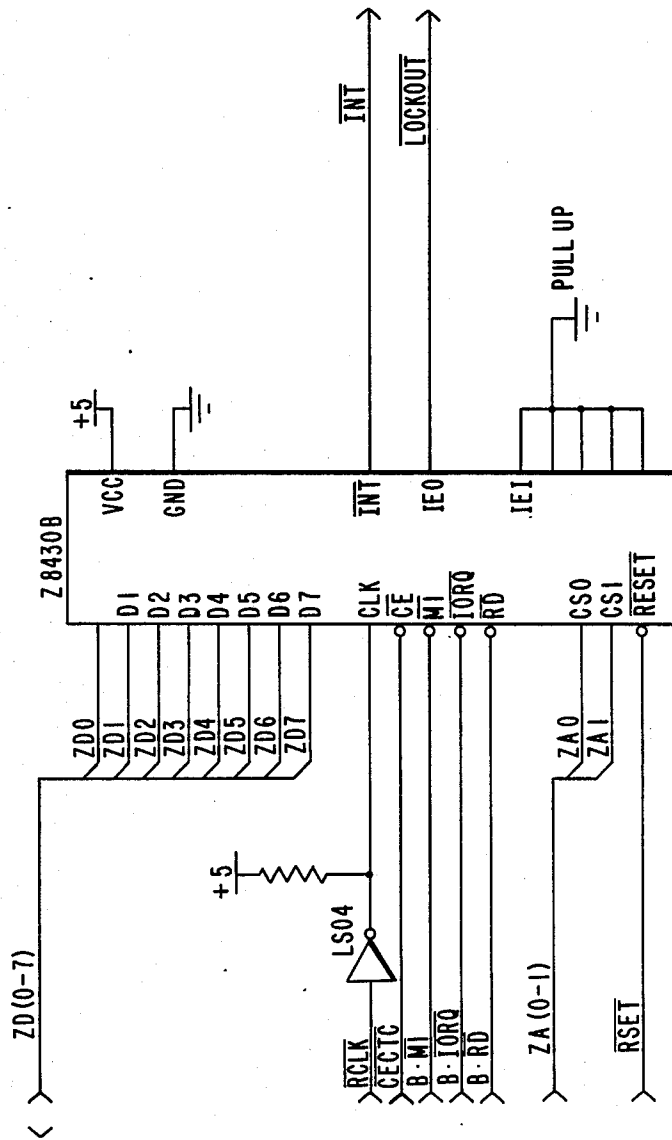 ZD(0-7)
RCLK
CECTC
B·M1
B·IORQ
B·RD
ZA(0-1)
RSET
+5
LS04
ZD0
ZD1
ZD2
ZD3
ZD4
ZD5
ZD6
ZD7
ZA0
ZA1
Z8430B
D1
D2
D3
D4
D5
D6
D7
CLK
CE
M1
IORQ
RD
CS0
CS1
RESET
VCC
GND
INT
IEO
IEI
+5
PULL UP
INT
LOCKOUT